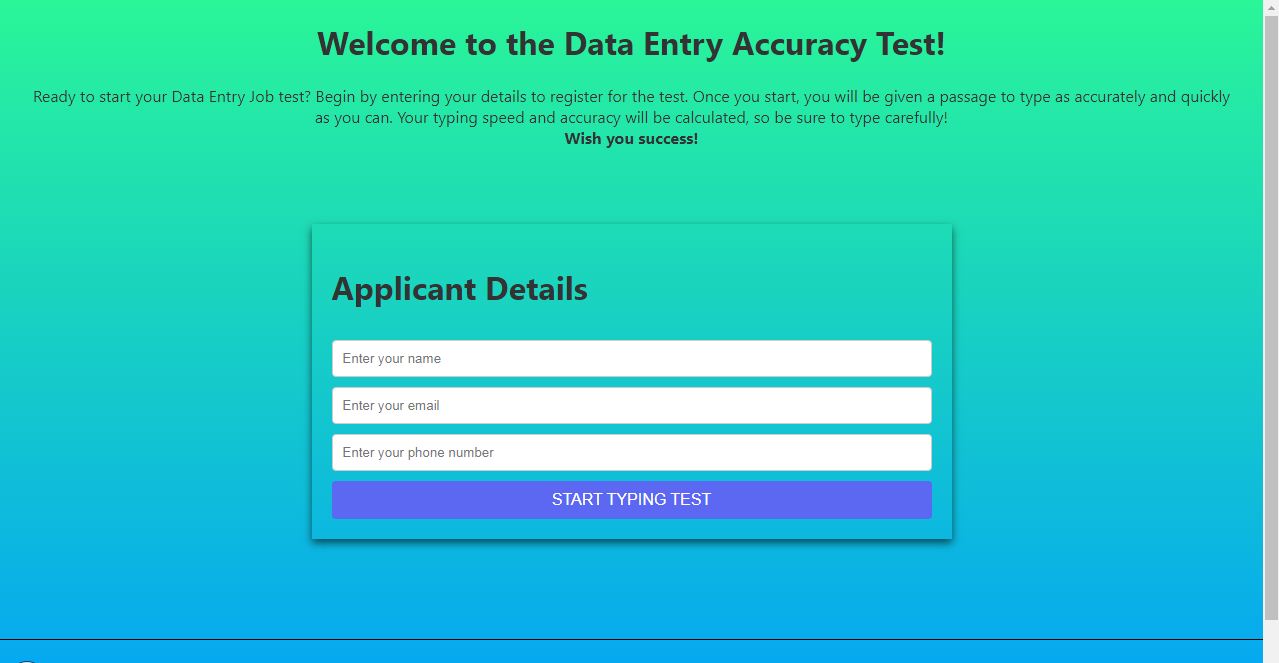 Welcome to the Data Entry Accuracy Test!
Ready to start your Data Entry Job test? Begin by entering your details to register for the test. Once you start, you will be given a passage to type as accurately and quickly
as you can. Your typing speed and accuracy will be calculated, so be sure to type carefully!
Wish you success!
Applicant Details
Enter your name
Enter your email
Enter your phone number
START TYPING TEST